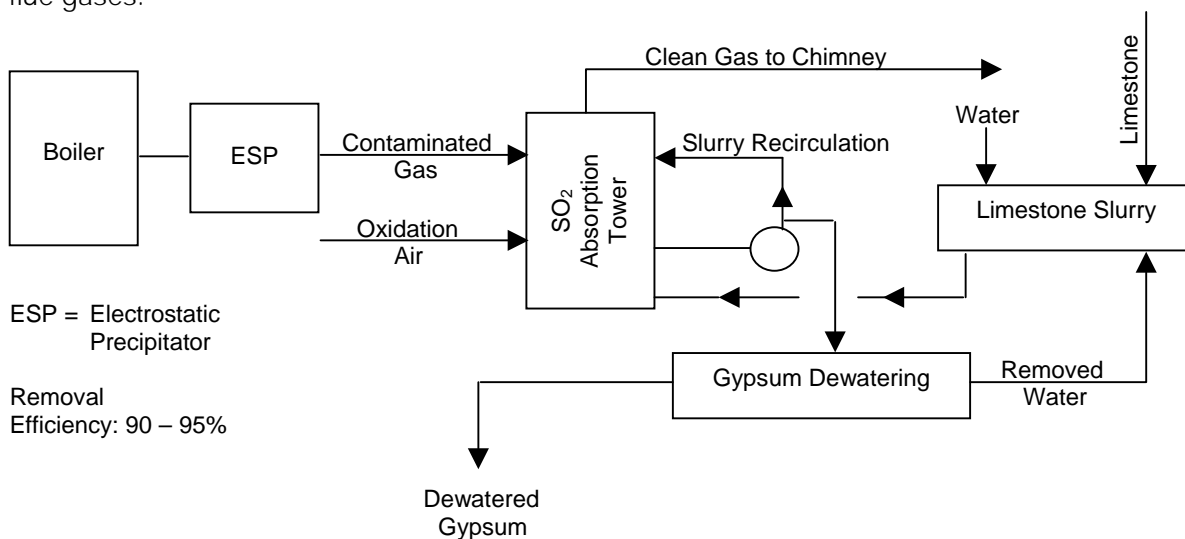 flue gases.
Clean Gas to Chimney
Limestone
Water
Boiler
ESP
Contaminated
Gas
Slurry Recirculation
SO₂
Absorption
Tower
Limestone Slurry
Oxidation
Air
ESP = Electrostatic
Precipitator
Gypsum Dewatering
Removed
Water
Removal
Efficiency: 90 – 95%
Dewatered
Gypsum